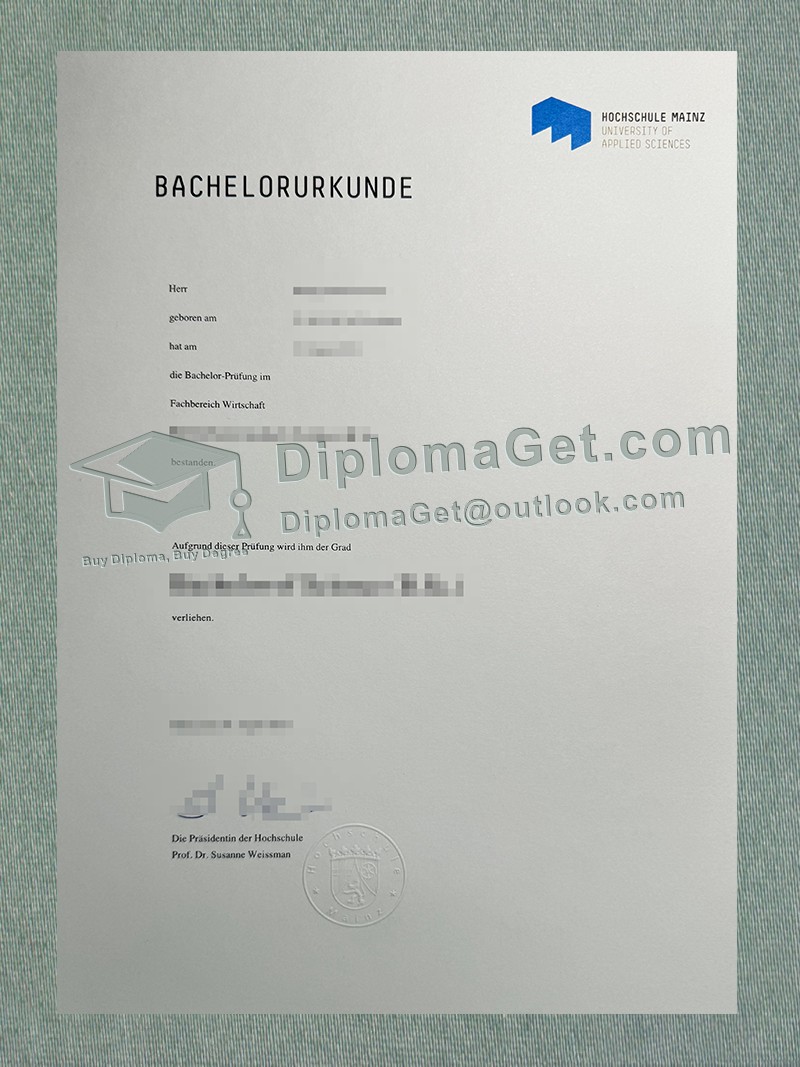 HOCHSCHULE MAINZ
UNIVERSITY OF
APPLIED SCIENCES
BACHELORURKUNDE
Herr
geboren am
hat am
die Bachelor-Prüfung im
Fachbereich Wirtschaft
bestanden.
DiplomaGet.com
DiplomaGet@outlook.com
Buy Diploma, Buy Degree
Aufgrund dieser Prüfung wird ihm der Grad
verliehen.
Die Präsidentin der Hochschule
Prof. Dr. Susanne Weissman
Hochschule
Mainz